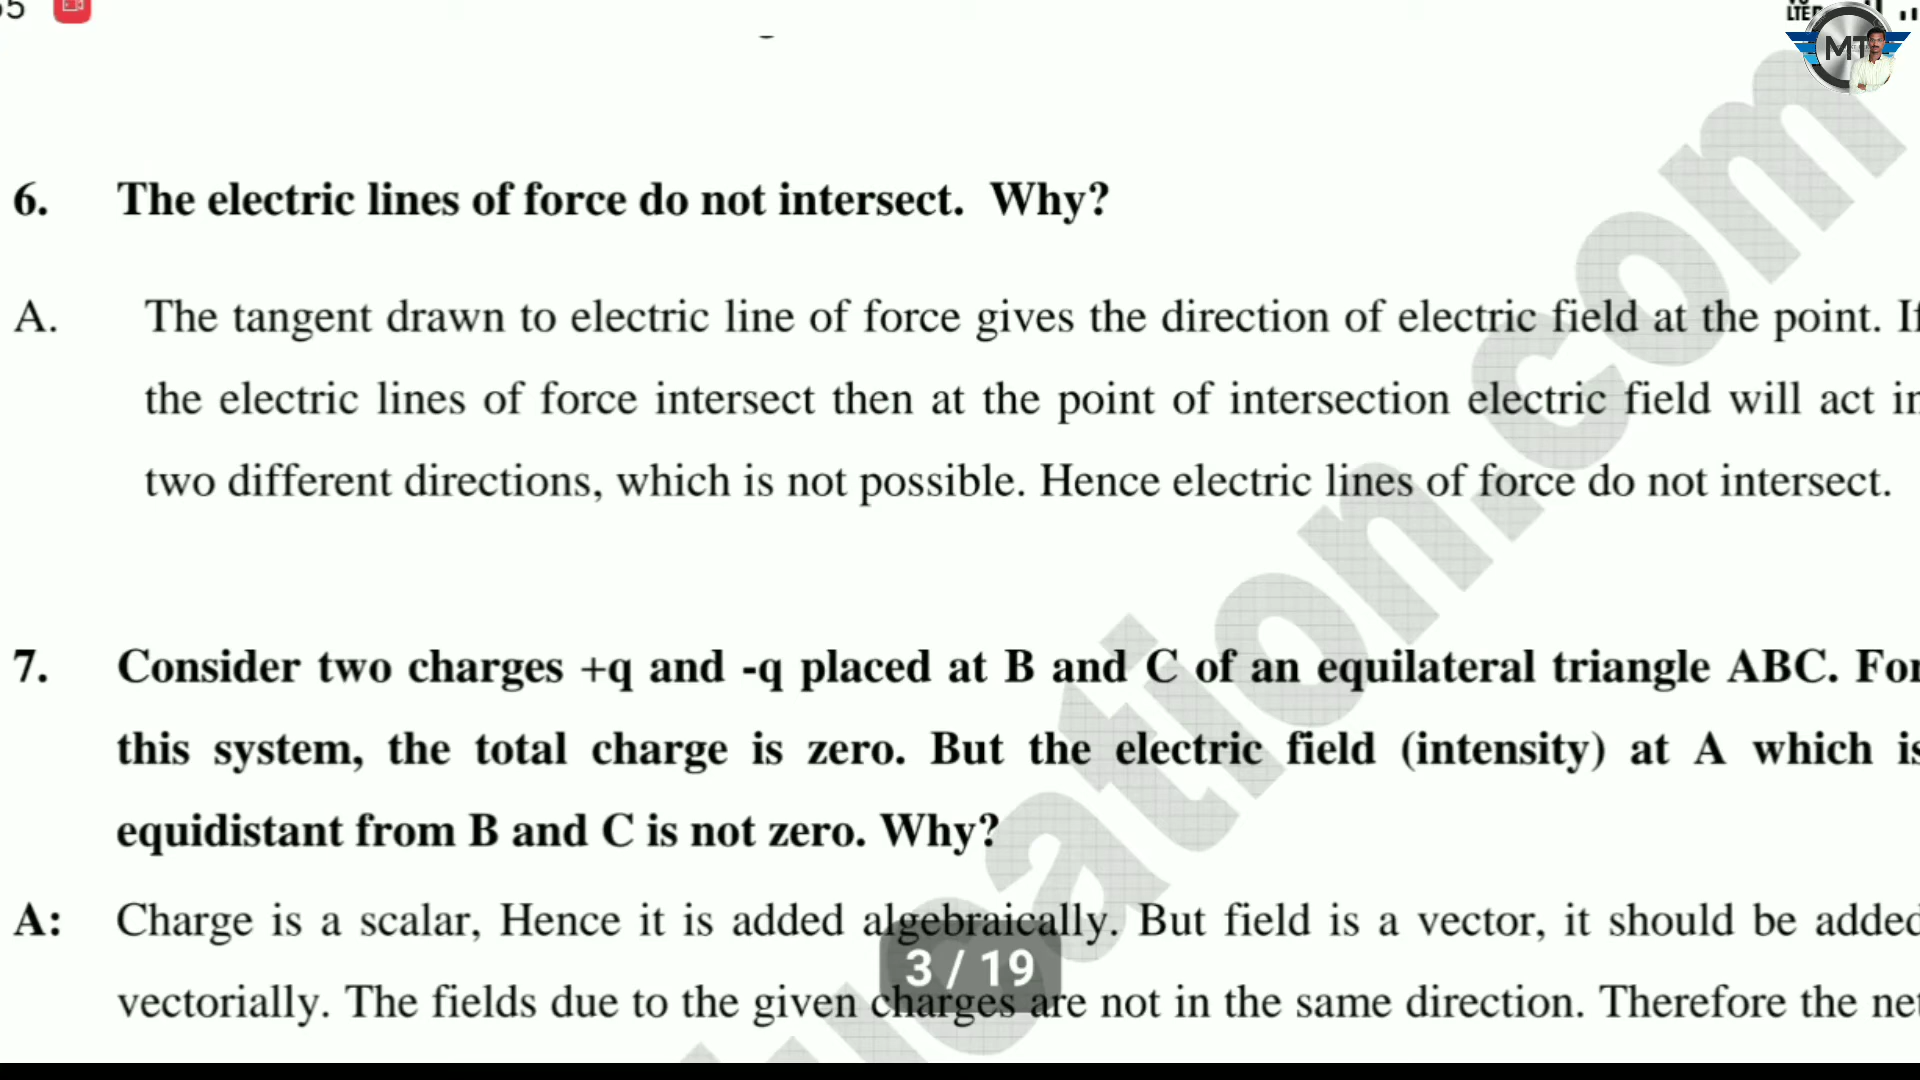 LTE
MT
6. The electric lines of force do not intersect. Why?
A. The tangent drawn to electric line of force gives the direction of electric field at the point. If
the electric lines of force intersect then at the point of intersection electric field will act in
two different directions, which is not possible. Hence electric lines of force do not intersect.
7. Consider two charges +q and -q placed at B and C of an equilateral triangle ABC. For
this system, the total charge is zero. But the electric field (intensity) at A which is
equidistant from B and C is not zero. Why?
A: Charge is a scalar, Hence it is added algebraically. But field is a vector, it should be added
3 / 19
vectorially. The fields due to the given charges are not in the same direction. Therefore the net
ucation.com